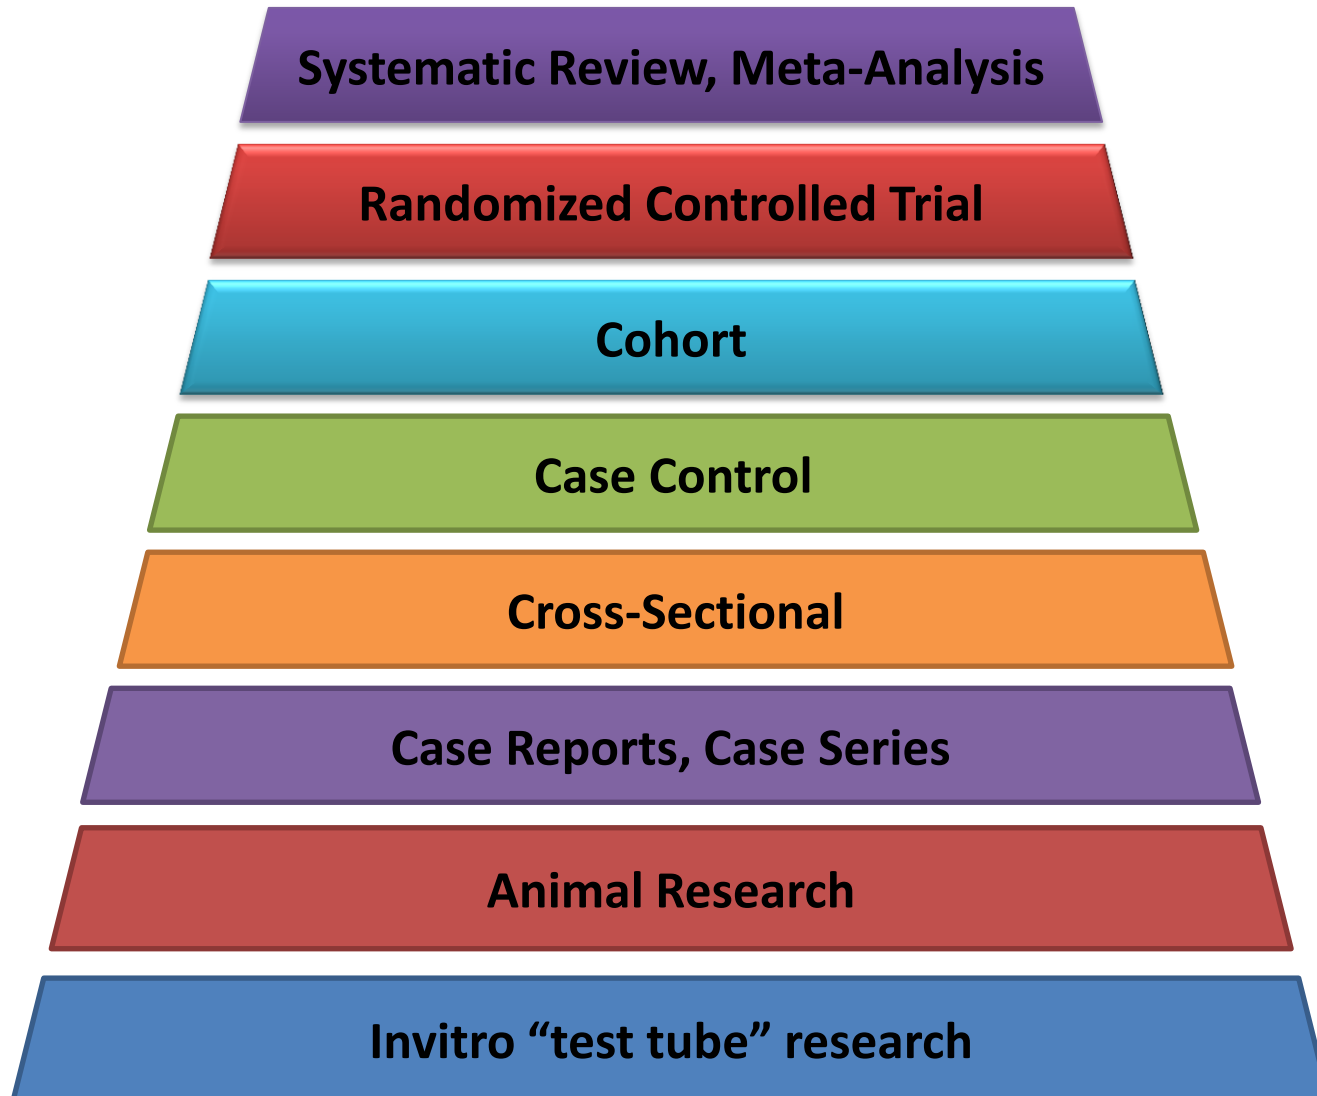 Systematic Review, Meta-Analysis
Randomized Controlled Trial
Cohort
Case Control
Cross-Sectional
Case Reports, Case Series
Animal Research
Invitro “test tube” research